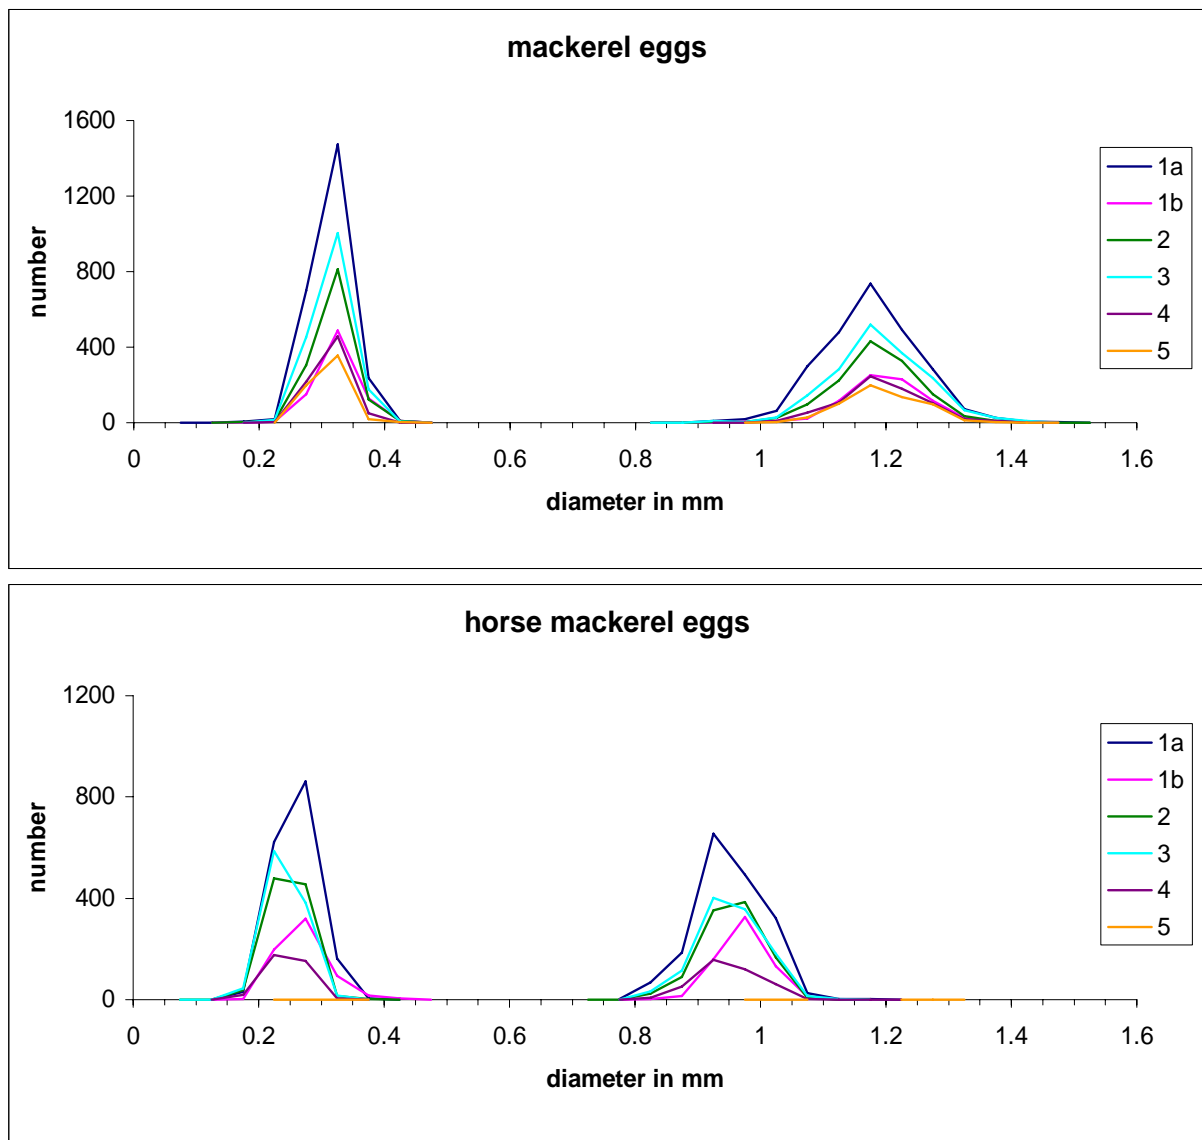 mackerel eggs
number
1600
1200
800
400
0
0 0.2 0.4 0.6 0.8 1 1.2 1.4 1.6
diameter in mm
1a
1b
2
3
4
5
horse mackerel eggs
number
1200
800
400
0
0 0.2 0.4 0.6 0.8 1 1.2 1.4 1.6
diameter in mm
1a
1b
2
3
4
5